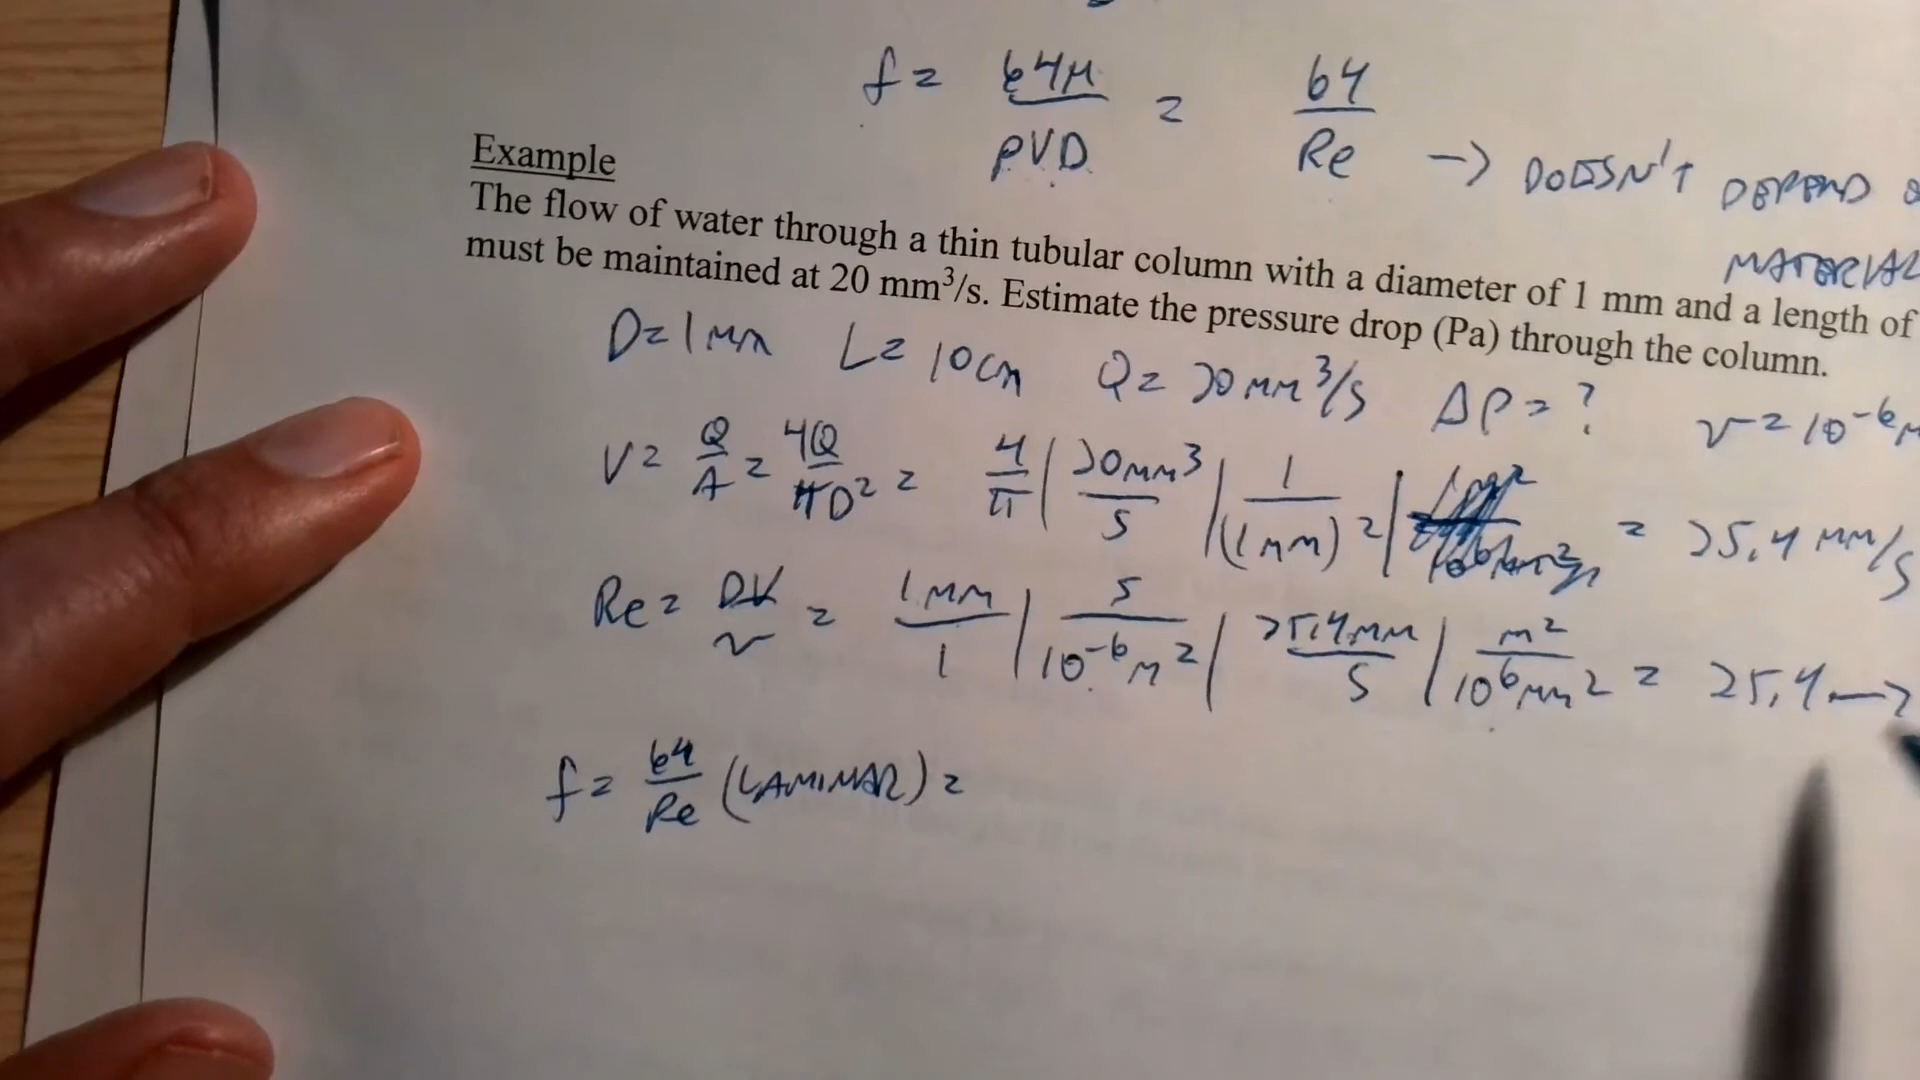 f = 64μ / ρVD = 64 / Re → DOESN'T DEPEND
MATERIAL
Example
The flow of water through a thin tubular column with a diameter of 1 mm and a length of
must be maintained at 20 mm³/s. Estimate the pressure drop (Pa) through the column.
D = 1 mm L = 10 cm Q = 20 mm³/s ΔP = ? ν = 10⁻⁶ m
V = Q/A = 4Q/πD² = 4/π | 20 mm³/s | 1/(1 mm)² | = 25.4 mm/s
Re = DV/ν = 1 mm/1 | s/10⁻⁶ m² | 25.4 mm/s | m²/10⁶ mm² = 25.4 →
f = 64/Re (LAMINAR) =